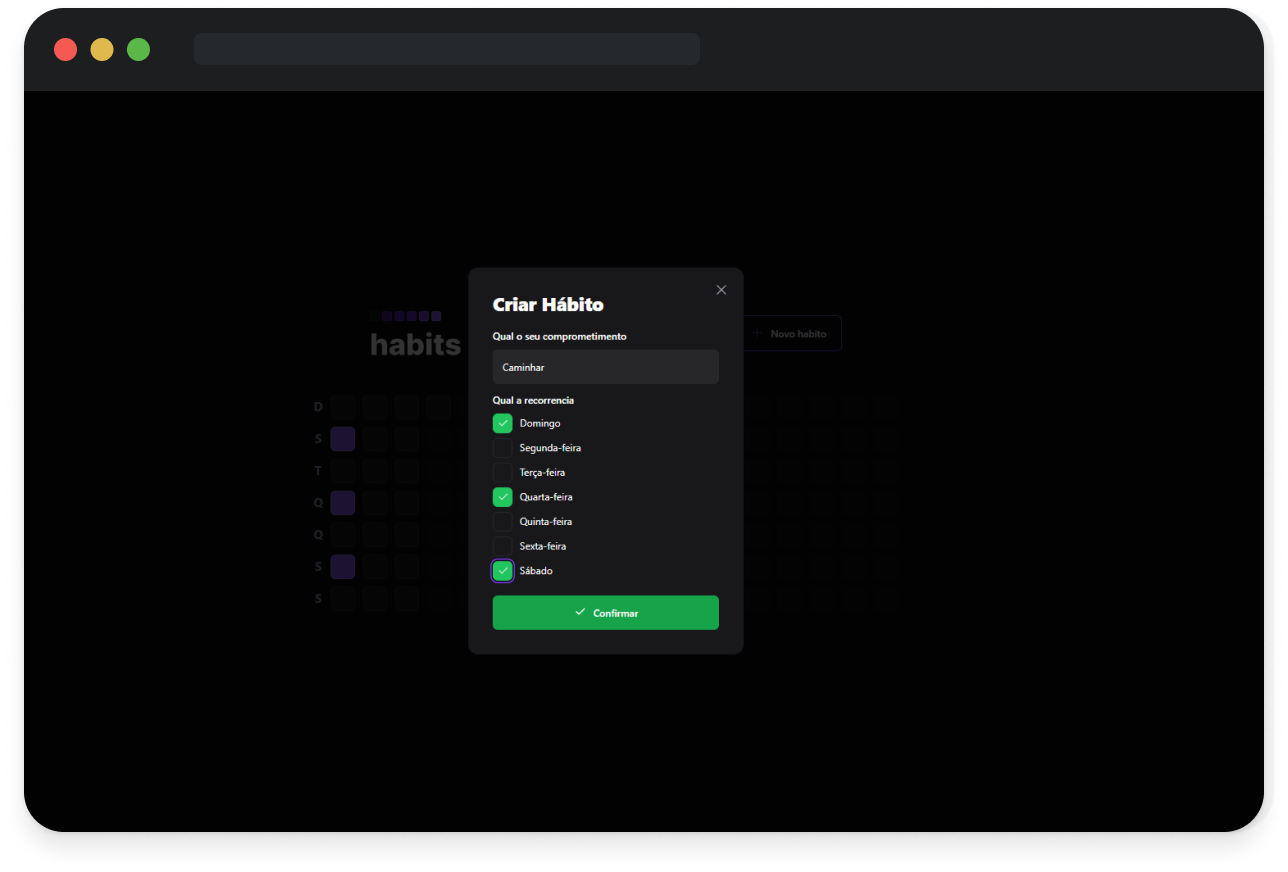 Criar Hábito
habits
Novo habito
Qual o seu comprometimento
Caminhar
Qual a recorrencia
D
S
T
Q
Q
S
S
Domingo
Segunda-feira
Terça-feira
Quarta-feira
Quinta-feira
Sexta-feira
Sábado
Confirmar